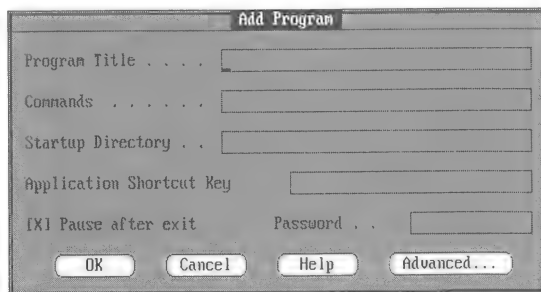 Add Program
Program Title . . . .
Commands . . . . . .
Startup Directory . .
Application Shortcut Key
[X] Pause after exit Password . .
OK Cancel Help Advanced...